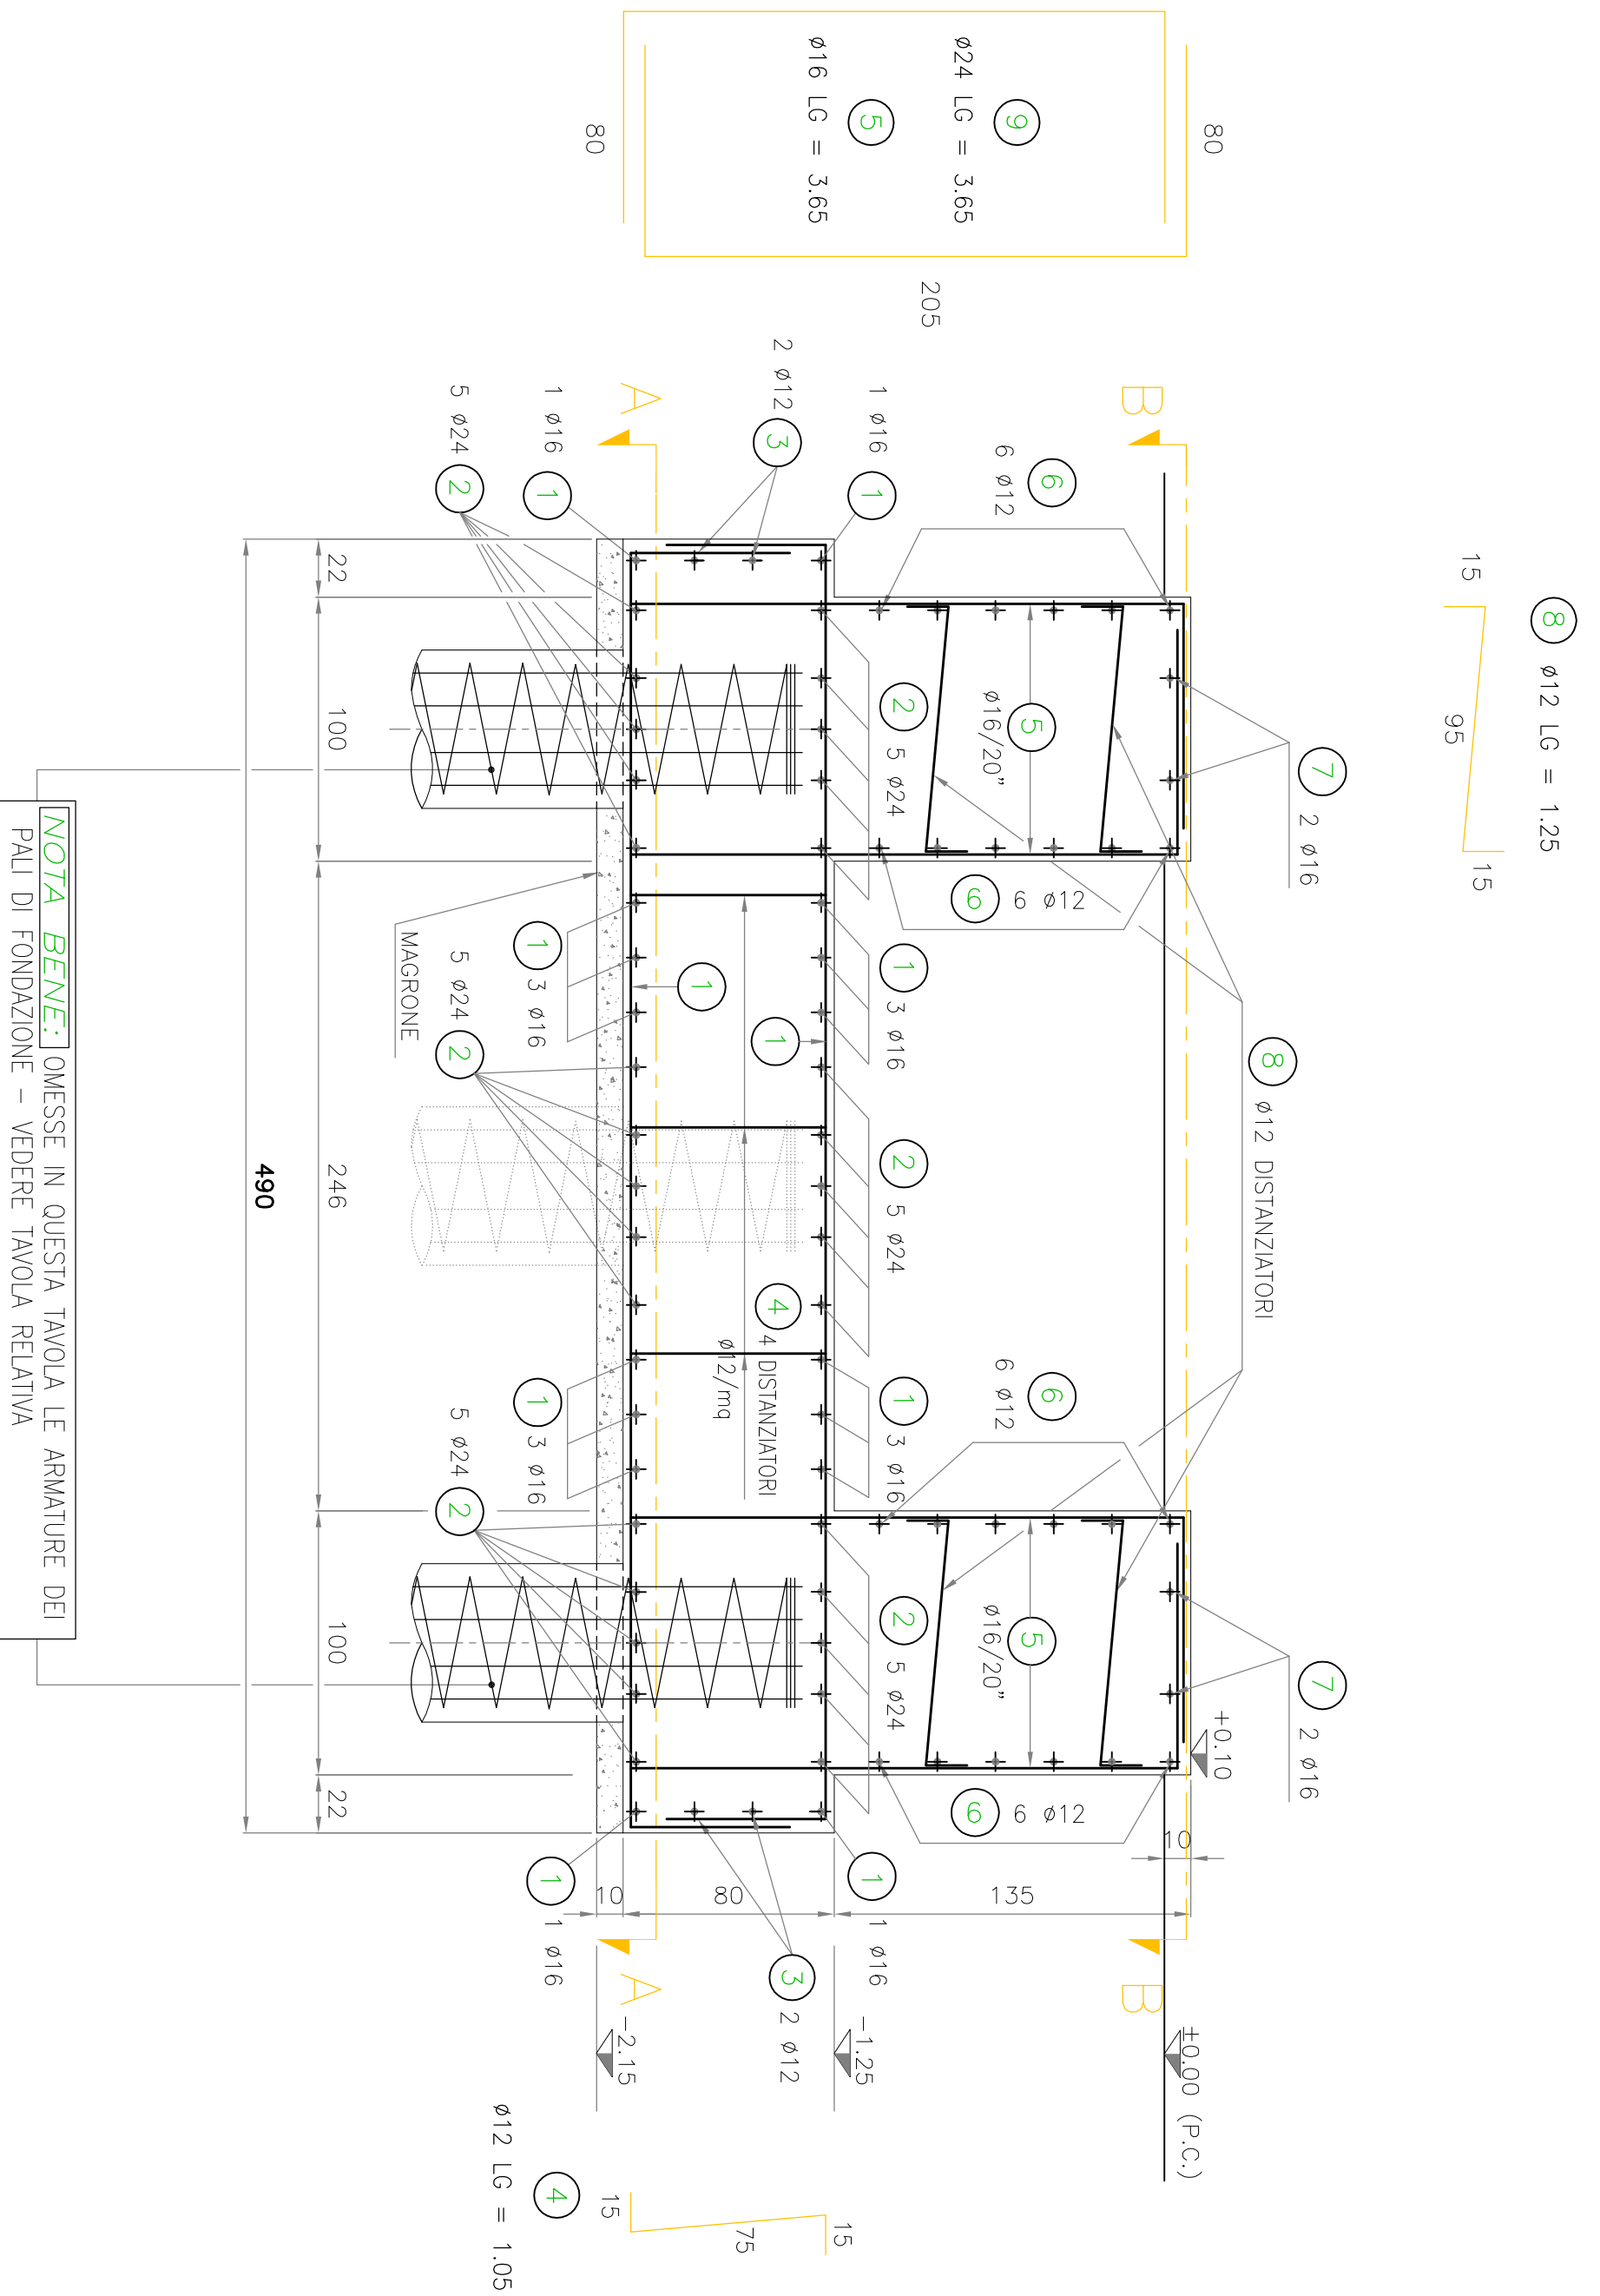 8 ø12 LG = 1.25
15
95
15
80
9
ø24 LG = 3.65
5
ø16 LG = 3.65
80
205
7 2 ø16
7 2 ø16
8 ø12 DISTANZIATORI
+0.10
±0.00 (P.C.)
B
B
6
6 ø12
5
ø16/20"
6 6 ø12
6
6 ø12
5
ø16/20"
6 6 ø12
10
135
1 ø16
1
2 5 ø24
1 3 ø16
2 5 ø24
1 3 ø16
2 5 ø24
1
1 ø16
-1.25
2 ø12
3
1
1
4
4 DISTANZIATORI
ø12/mq
80
3
2 ø12
15
75
15
4
ø12 LG = 1.05
A
A
1 ø16
1
1
3 ø16
1
3 ø16
10
1
1 ø16
-2.15
5 ø24
2
MAGRONE
5 ø24
2
5 ø24
2
22
100
246
100
22
490
NOTA BENE: OMESSE IN QUESTA TAVOLA LE ARMATURE DEI
PALI DI FONDAZIONE - VEDERE TAVOLA RELATIVA